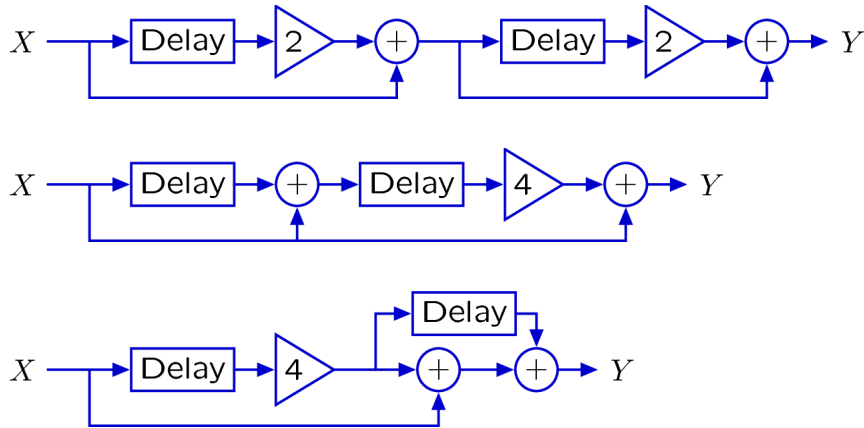 X Delay 2 + Delay 2 + Y
X Delay + Delay 4 + Y
Delay
X Delay 4 + + Y